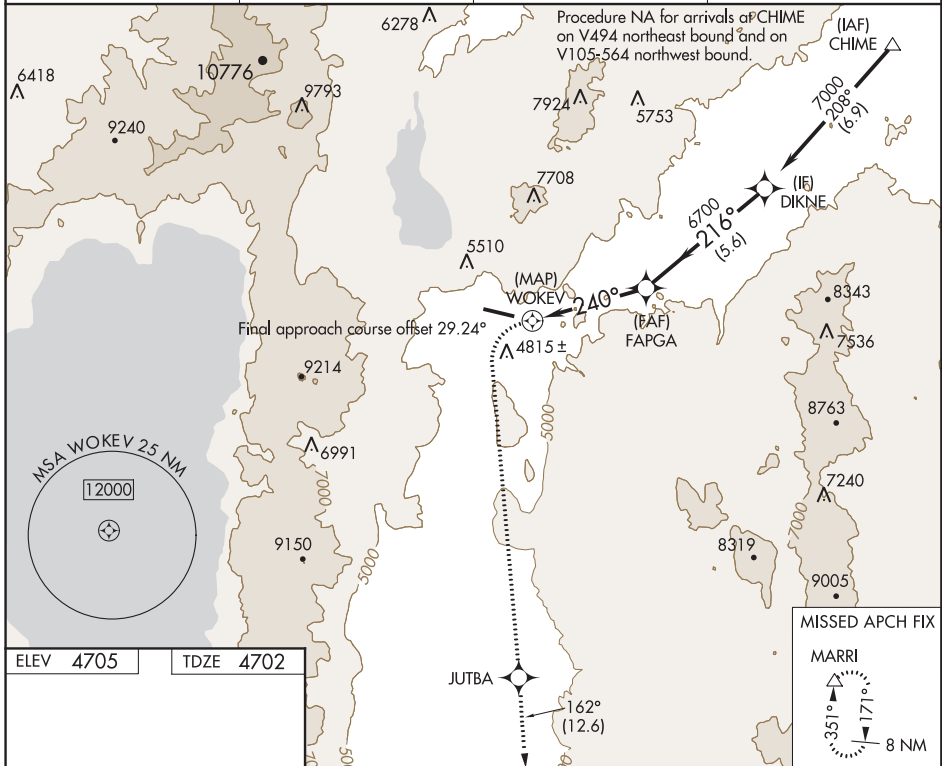 6278
Procedure NA for arrivals at CHIME
on V494 northeast bound and on
V105-564 northwest bound.
(IAF)
CHIME
10776
6418
9793
7924
5753
7000
208°
(6.9)
9240
7708
(IF)
DIKNE
6700
216°
(5.6)
5510
(MAP)
WOKEV
240°
(FAF)
FAPGA
8343
Final approach course offset 29.24°
4815 ±
7536
9214
8763
5000
MSA WOKEV 25 NM
6991
12000
7000
7240
7000
9150
5000
8319
9005
MISSED APCH FIX
MARRI
351°
171°
8 NM
ELEV 4705
TDZE 4702
JUTBA
162°
(12.6)